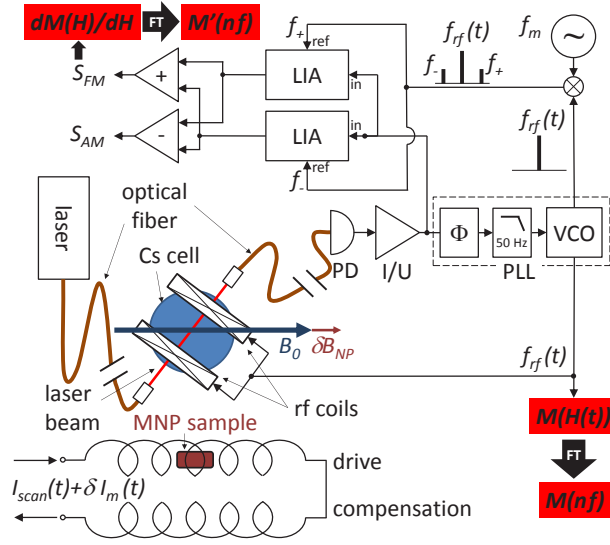 dM(H)/dH
FT
M'(nf)
S_FM
S_AM
+
-
LIA
LIA
f_+
ref
in
in
f_-
ref
f_rf(t)
f_-
f_+
f_m
~
f_rf(t)
laser
optical
fiber
Cs cell
PD
I/U
Φ
50 Hz
PLL
VCO
B_0
δB_NP
f_rf(t)
laser
beam
rf coils
MNP sample
M(H(t))
FT
M(nf)
I_scan(t)+δ I_m(t)
drive
compensation